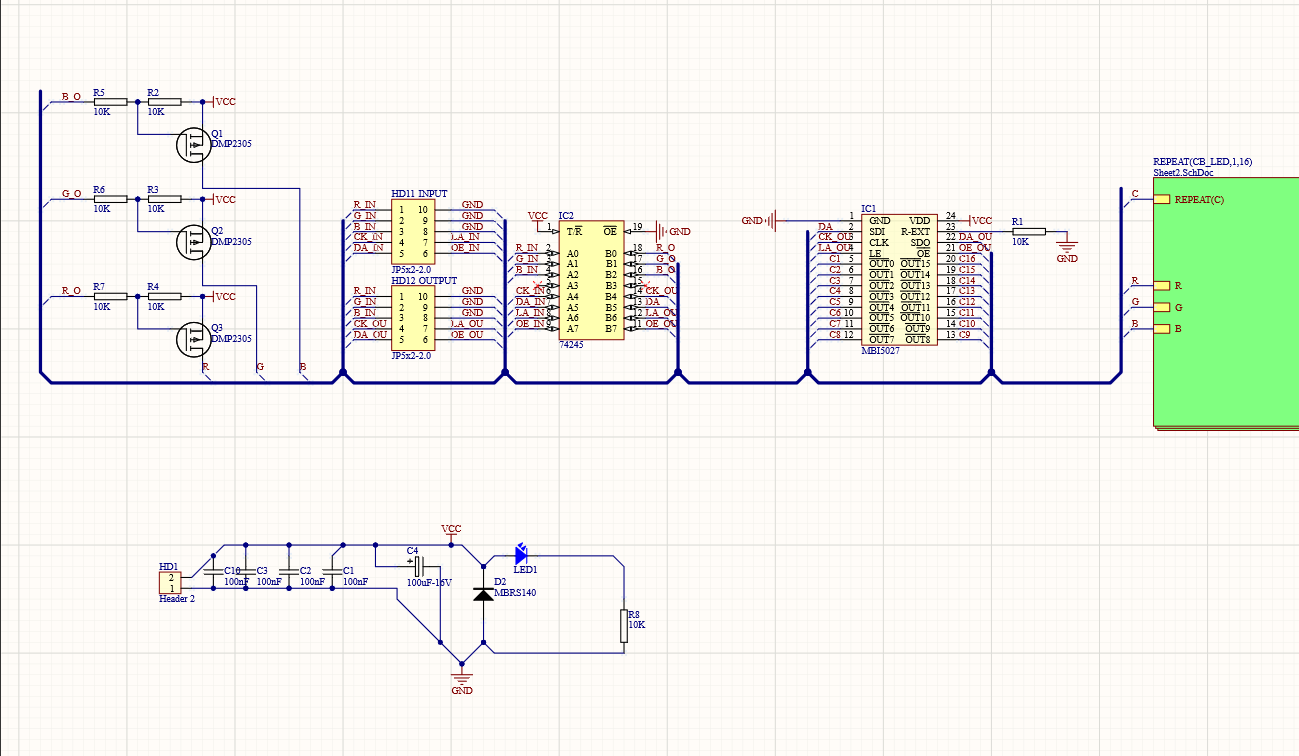 B_O
R5
R2
VCC
10K
10K
Q1
DMP2305
G_O
R6
R3
VCC
10K
10K
Q2
DMP2305
R_O
R7
R4
VCC
10K
10K
Q3
DMP2305
R
G
B
HD11 INPUT
R_IN 1 10 GND
G_IN 2 9 GND
B_IN 3 8 GND
CK_IN 4 7 LA_IN
DA_IN 5 6 OE_IN
JP5x2-2.0
HD12 OUTPUT
R_IN 1 10 GND
G_IN 2 9 GND
B_IN 3 8 GND
CK_OU 4 7 LA_OU
DA_OU 5 6 OE_OU
JP5x2-2.0
VCC
IC2
1 T/R OE 19 GND
R_IN 2 A0 B0 18 R_O
G_IN A1 B1 17 G_O
B_IN A2 B2 16 B_O
A3 B3
CK_IN 6 A4 B4 14 CK_OU
DA_IN A5 B5 13 DA
LA_IN A6 B6 12 LA_OU
OE_IN A7 B7 11 OE_OU
74245
IC1
GND 1 GND VDD 24 VCC
DA 2 SDI R-EXT 23
CK_OU 3 CLK SDO 22 DA_OU
LA_OU 4 LE OE 21 OE_OU
C1 5 OUT0 OUT15 20 C16
C2 6 OUT1 OUT14 19 C15
C3 7 OUT2 OUT13 18 C14
C4 8 OUT3 OUT12 17 C13
C5 9 OUT4 OUT11 16 C12
C6 10 OUT5 OUT10 15 C11
C7 11 OUT6 OUT9 14 C10
C8 12 OUT7 OUT8 13 C9
MBI5027
R1
10K
GND
REPEAT(CB_LED,1,16)
Sheet2.SchDoc
C REPEAT(C)
R R
G G
B B
VCC
HD1
2
1
Header 2
C10
100nF
C3
100nF
C2
100nF
C1
100nF
C4
+
100uF-16V
LED1
D2
MBRS140
R8
10K
GND